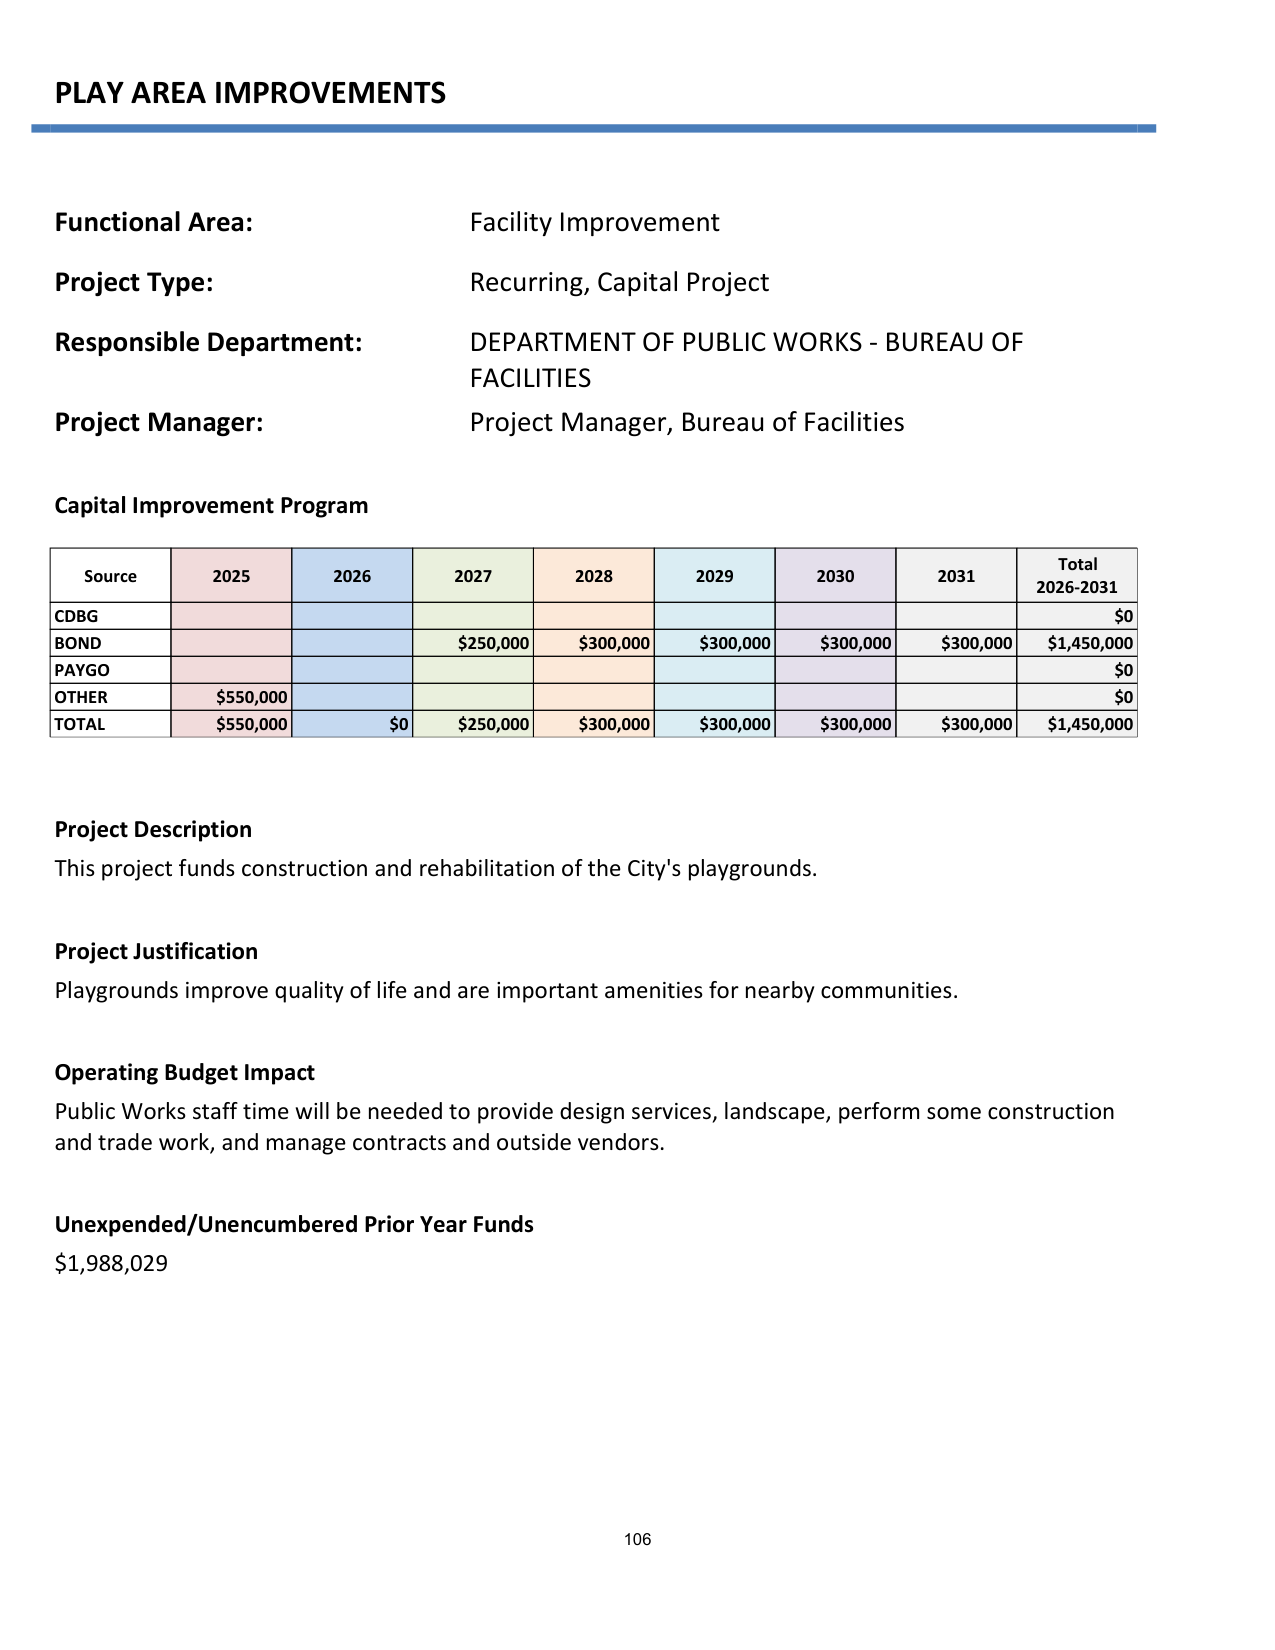 PLAY AREA IMPROVEMENTS
Functional Area: Facility Improvement
Project Type: Recurring, Capital Project
Responsible Department: DEPARTMENT OF PUBLIC WORKS - BUREAU OF
FACILITIES
Project Manager: Project Manager, Bureau of Facilities
Capital Improvement Program
Source 2025 2026 2027 2028 2029 2030 2031 Total
2026-2031
CDBG $0
BOND $250,000 $300,000 $300,000 $300,000 $300,000 $1,450,000
PAYGO $0
OTHER $550,000 $0
TOTAL $550,000 $0 $250,000 $300,000 $300,000 $300,000 $300,000 $1,450,000
Project Description
This project funds construction and rehabilitation of the City's playgrounds.
Project Justification
Playgrounds improve quality of life and are important amenities for nearby communities.
Operating Budget Impact
Public Works staff time will be needed to provide design services, landscape, perform some construction
and trade work, and manage contracts and outside vendors.
Unexpended/Unencumbered Prior Year Funds
$1,988,029
106